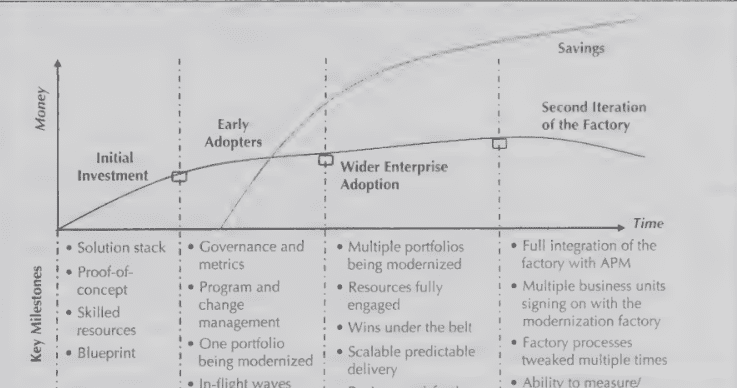 Money
Initial
Investment
Early
Adopters
Wider Enterprise
Adoption
Savings
Second Iteration
of the Factory
Time
Key Milestones
• Solution stack
• Proof-of-
concept
• Skilled
resources
• Blueprint
• Governance and
metrics
• Program and
change
management
• One portfolio
being modernized
• In-flight waves
• Multiple portfolios
being modernized
• Resources fully
engaged
• Wins under the belt
• Scalable predictable
delivery
• Full integration of the
factory with APM
• Multiple business units
signing on with the
modernization factory
• Factory processes
tweaked multiple times
• Ability to measure/